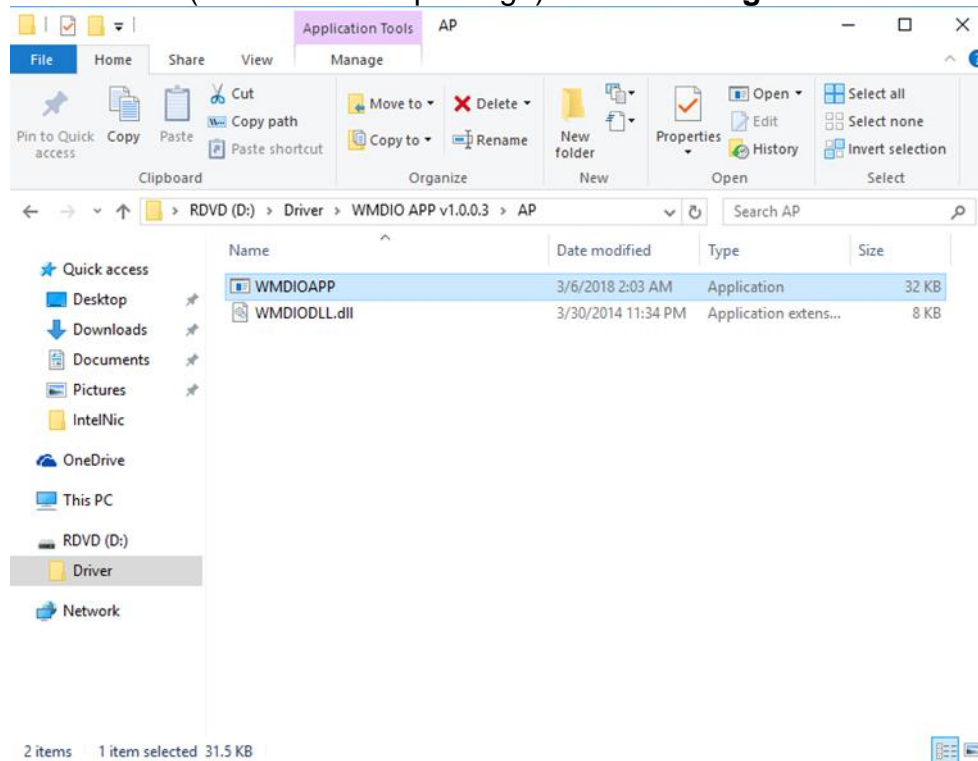 Application Tools AP
File Home Share View Manage
Pin to Quick access
Copy
Paste
Cut
Copy path
Paste shortcut
Clipboard
Move to
Copy to
Delete
Rename
Organize
New folder
New
Properties
Open
Edit
History
Open
Select all
Select none
Invert selection
Select
RDVD (D:) > Driver > WMDIO APP v1.0.0.3 > AP
Search AP
Name Date modified Type Size
WMDIOAPP 3/6/2018 2:03 AM Application 32 KB
WMDIODLL.dll 3/30/2014 11:34 PM Application extens... 8 KB
Quick access
Desktop
Downloads
Documents
Pictures
IntelNic
OneDrive
This PC
RDVD (D:)
Driver
Network
2 items 1 item selected 31.5 KB